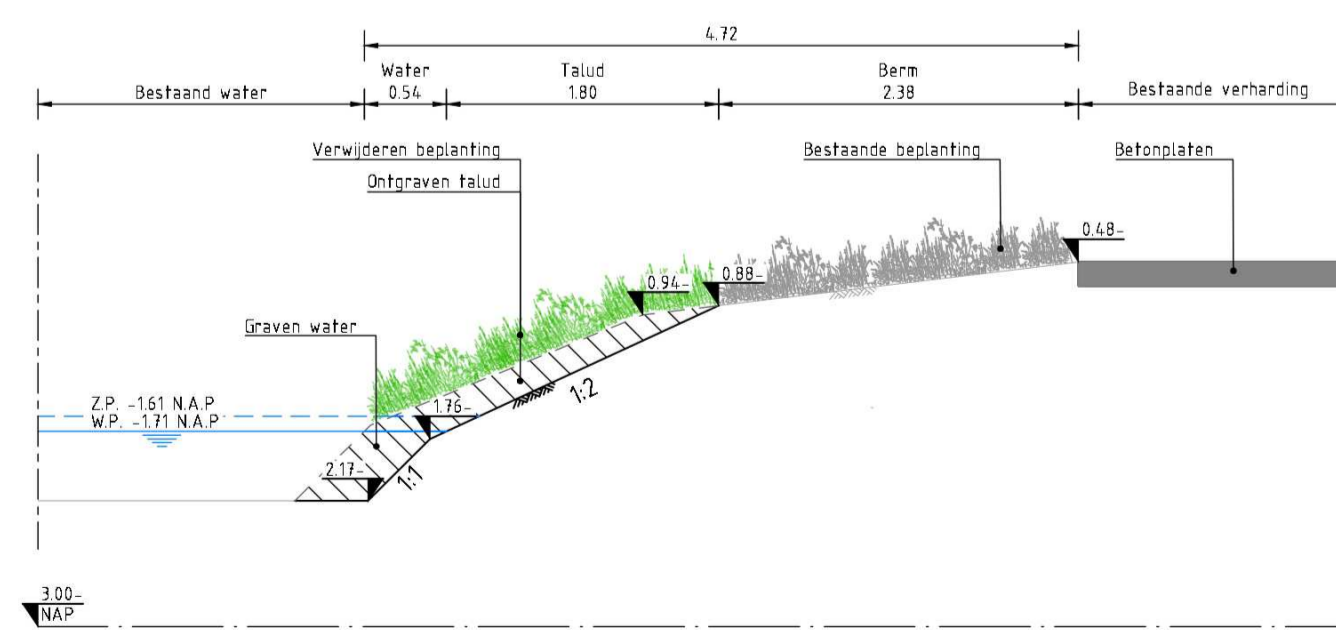 4.72
Water
Talud
Berm
Bestaand water
0.54
1.80
2.38
Bestaande verharding
Verwijderen beplanting
Bestaande beplanting
Betonplaten
Ontgraven talud
0.48-
0.94-
0.88-
Graven water
1:2
Z.P. -1.61 N.A.P
1.76-
W.P. -1.71 N.A.P
2.17-
1:1
3.00-
NAP